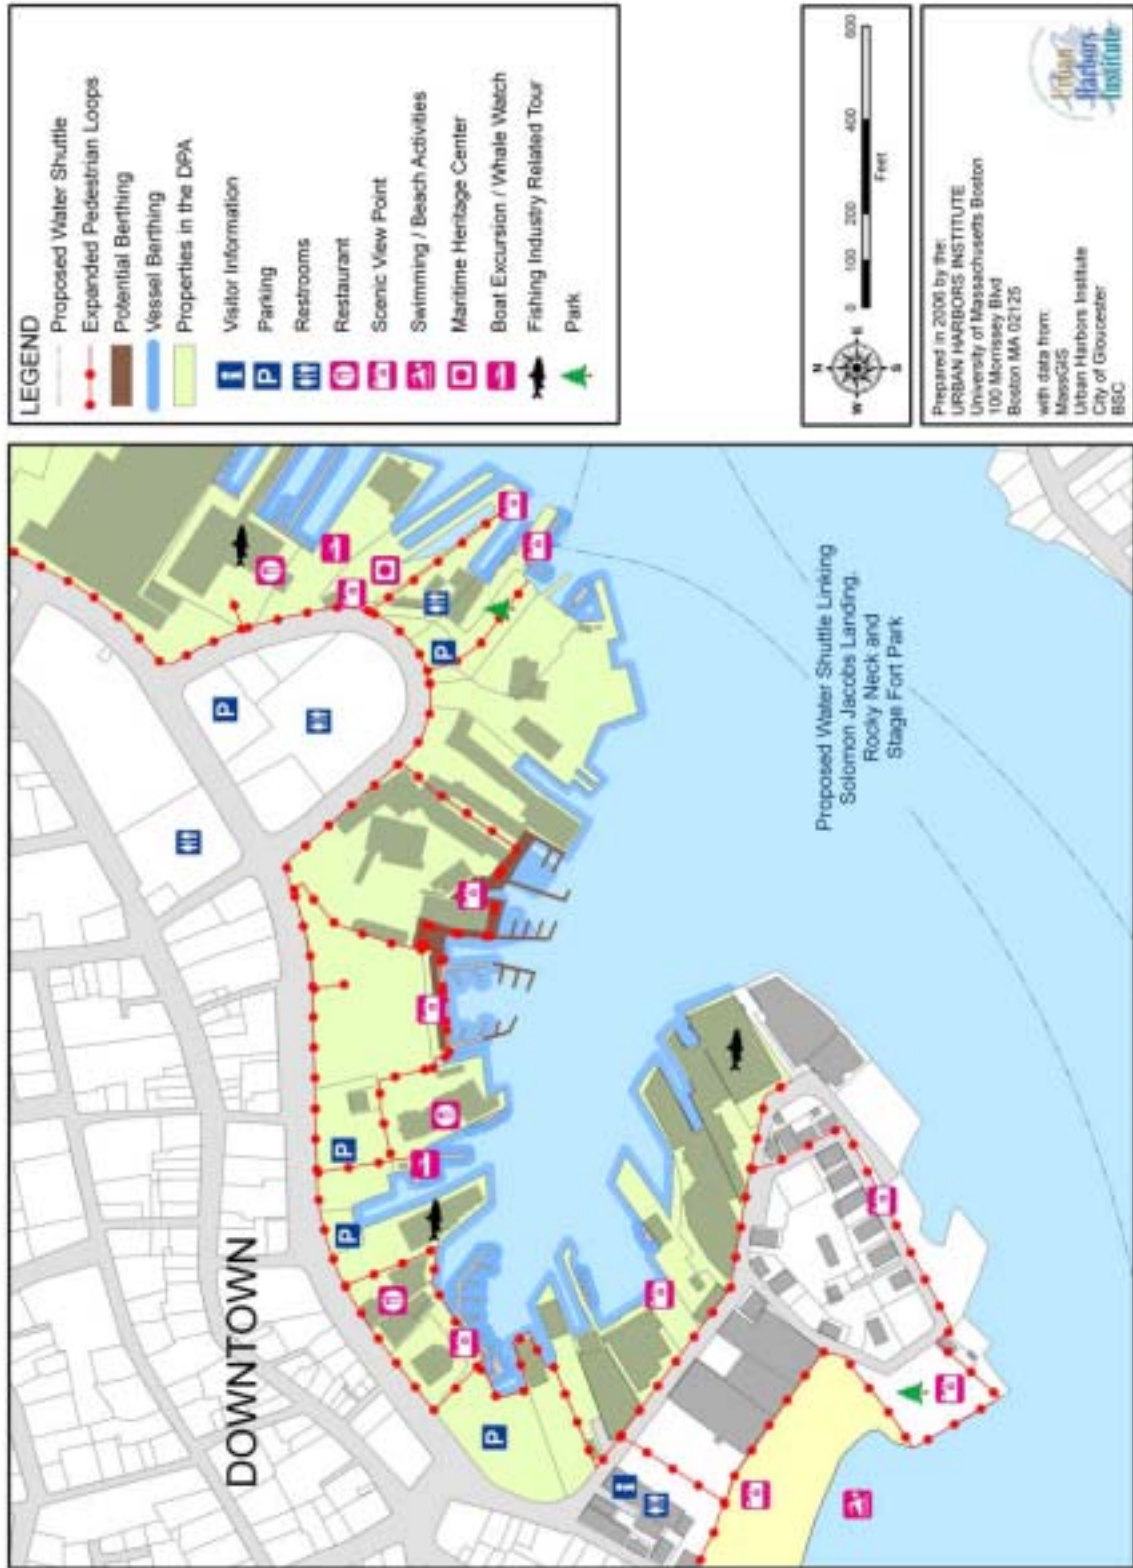 DOWNTOWN
Proposed Water Shuttle Linking
Solomon Jacobs Landing,
Rocky Neck and
Stage Fort Park
LEGEND
Proposed Water Shuttle
Expanded Pedestrian Loops
Potential Berthing
Vessel Berthing
Properties in the DPA
Visitor Information
P Parking
Restrooms
Restaurant
Scenic View Point
Swimming / Beach Activities
Maritime Heritage Center
Boat Excursion / Whale Watch
Fishing Industry Related Tour
Park
N
W E
S
0 100 200 400 600
Feet
Prepared in 2006 by the:
URBAN HARBORS INSTITUTE
University of Massachusetts Boston
100 Morrissey Blvd
Boston MA 02125
with data from:
MassGIS
Urban Harbors Institute
City of Gloucester
BSC
Urban
Harbors
Institute
P
P
P
P
P